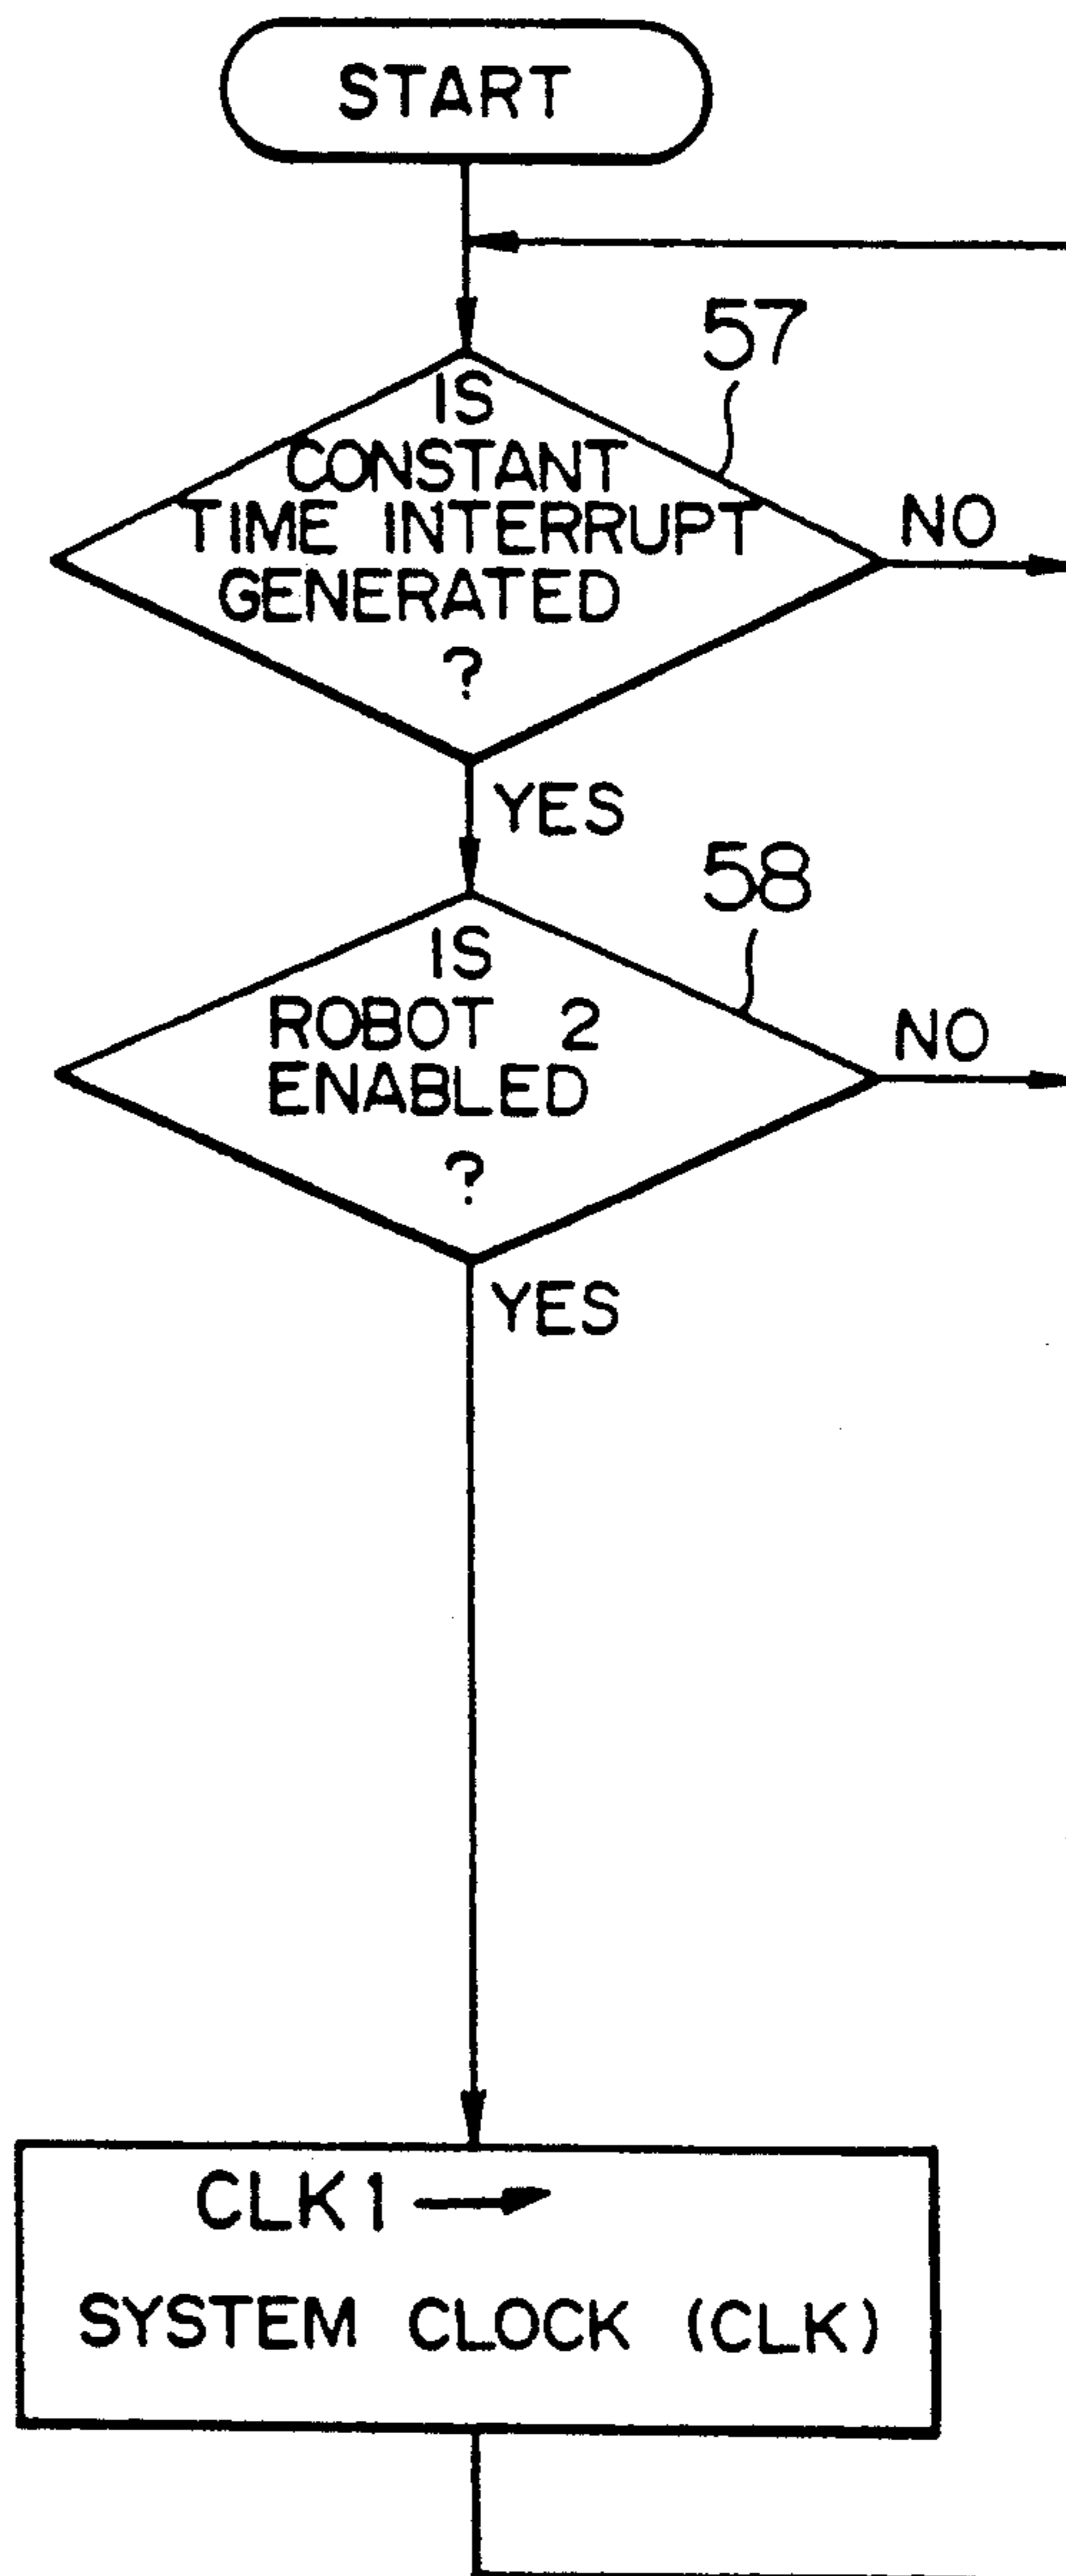 START
57
IS
CONSTANT
TIME INTERRUPT
GENERATED
?
NO
YES
58
IS
ROBOT 2
ENABLED
?
NO
YES
CLK1 →
SYSTEM CLOCK (CLK)